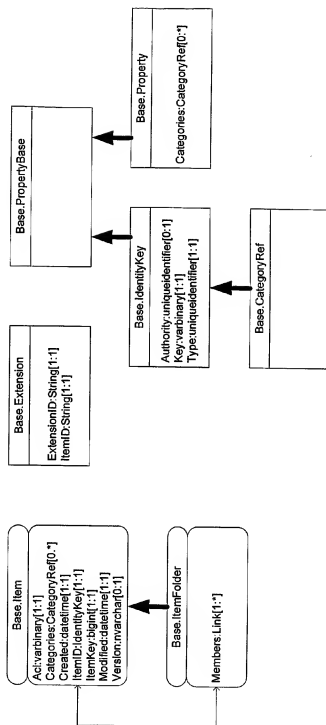 Base.Item
Acl:varbinary[1:1]
Categories:CategoryRef[0.*]
Created:datetime[1:1]
ItemID:IdentityKey[1:1]
ItemKey:bigint[1:1]
Modified:datetime[1:1]
Version:nvarchar[0:1]
Base.ItemFolder
Members:Link[1:*]
Base.Extension
ExtensionID:String[1:1]
ItemID:String[1:1]
Base.PropertyBase
Base.IdentityKey
Authority:uniqueidentifier[0:1]
Key:varbinary[1:1]
Type:uniqueidentifier[1:1]
Base.Property
Categories:CategoryRef[0:*]
Base.CategoryRef